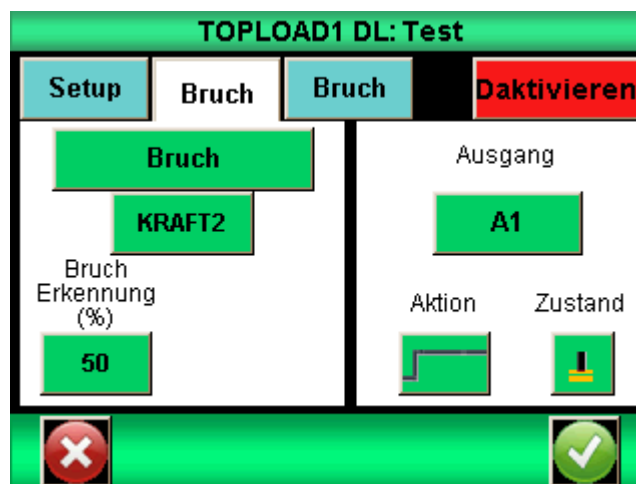 TOPLOAD1 DL: Test
Setup
Bruch
Bruch
Daktivieren
Bruch
KRAFT2
Bruch
Erkennung
(%)
50
Ausgang
A1
Aktion
Zustand